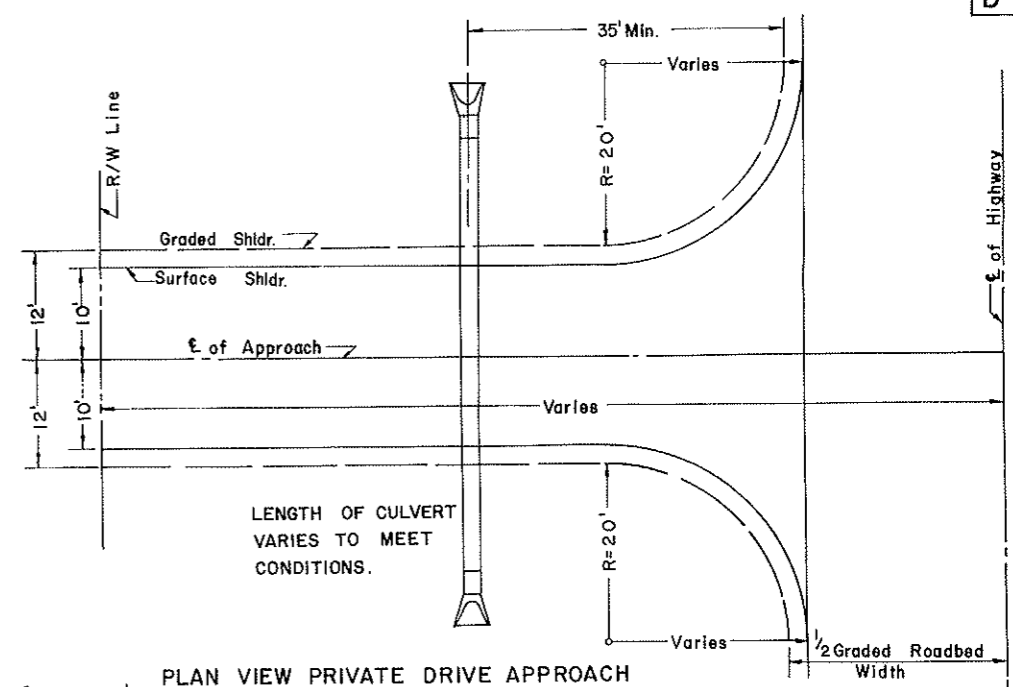 D
35' Min.
Varies
R/W Line
R= 20'
℄ of Highway
Graded Shldr.
Surface Shldr.
12'
10'
℄ of Approach
Varies
12'
10'
LENGTH OF CULVERT
VARIES TO MEET
CONDITIONS.
R=20'
Varies
1/2 Graded Roadbed
Width
PLAN VIEW PRIVATE DRIVE APPROACH